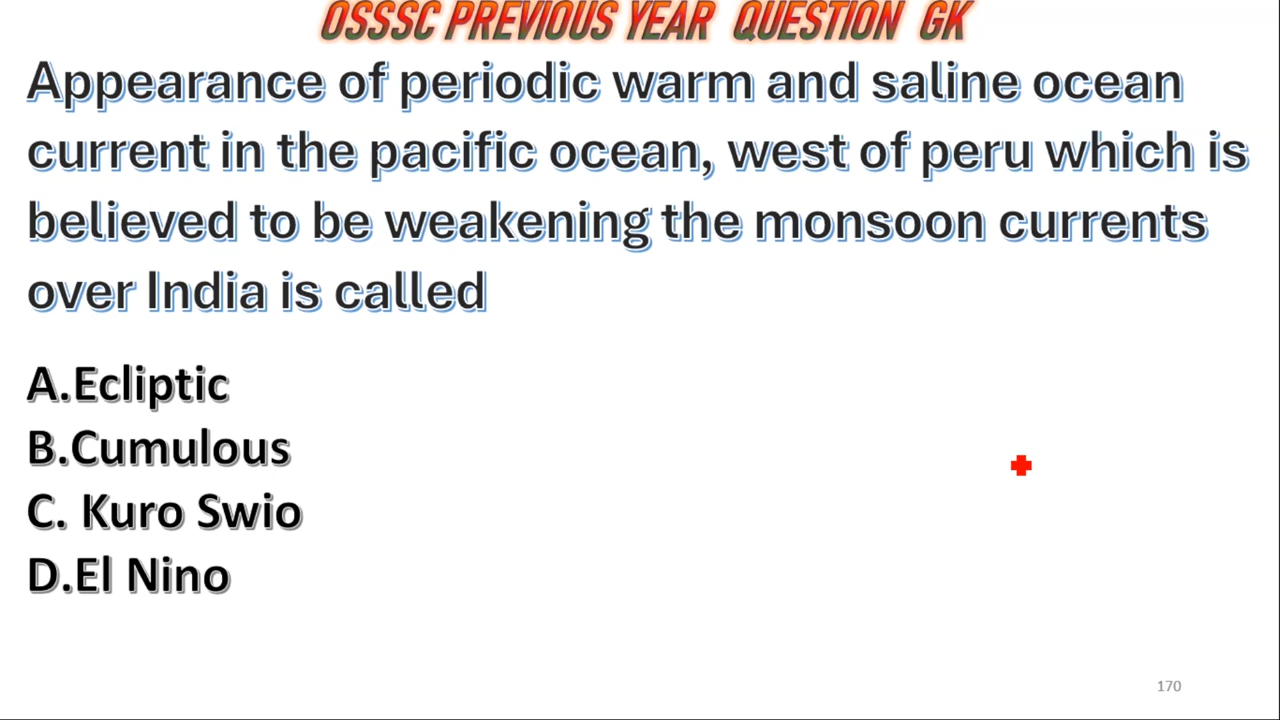 OSSSC PREVIOUS YEAR QUESTION GK
Appearance of periodic warm and saline ocean
current in the pacific ocean, west of peru which is
believed to be weakening the monsoon currents
over India is called
A.Ecliptic
B.Cumulous
C. Kuro Swio
D.El Nino
170